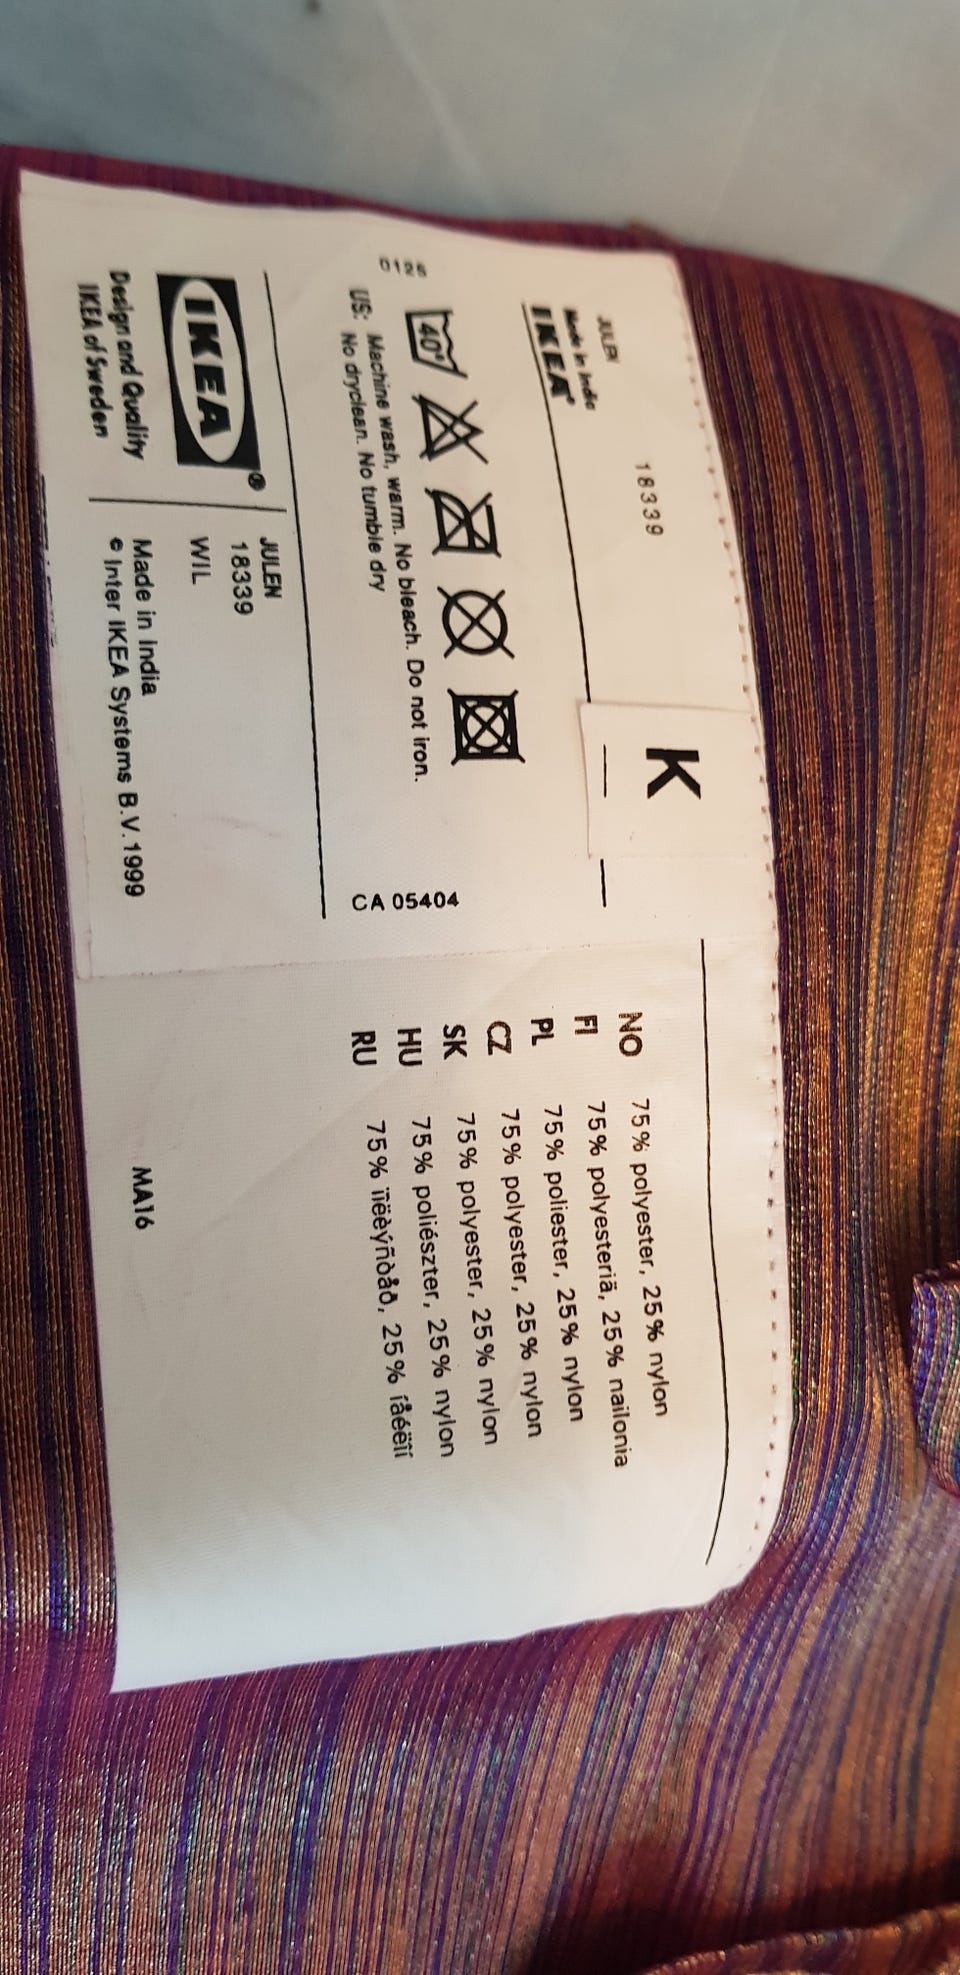 18339
K
Made in India
IKEA®
0125
40°
US: Machine wash, warm. No bleach. Do not iron.
No dryclean. No tumble dry
CA 05404
IKEA®
Design and Quality
IKEA of Sweden
JULEN
18339
WIL
Made in India
© Inter IKEA Systems B.V. 1999
NO 75% polyester, 25% nylon
FI 75% polyesteriä, 25% nailonia
PL 75% poliester, 25% nylon
CZ 75% polyester, 25% nylon
SK 75% polyester, 25% nylon
HU 75% poliészter, 25% nylon
RU 75% ïîëèýñòåð, 25% íåéëîí
MA16